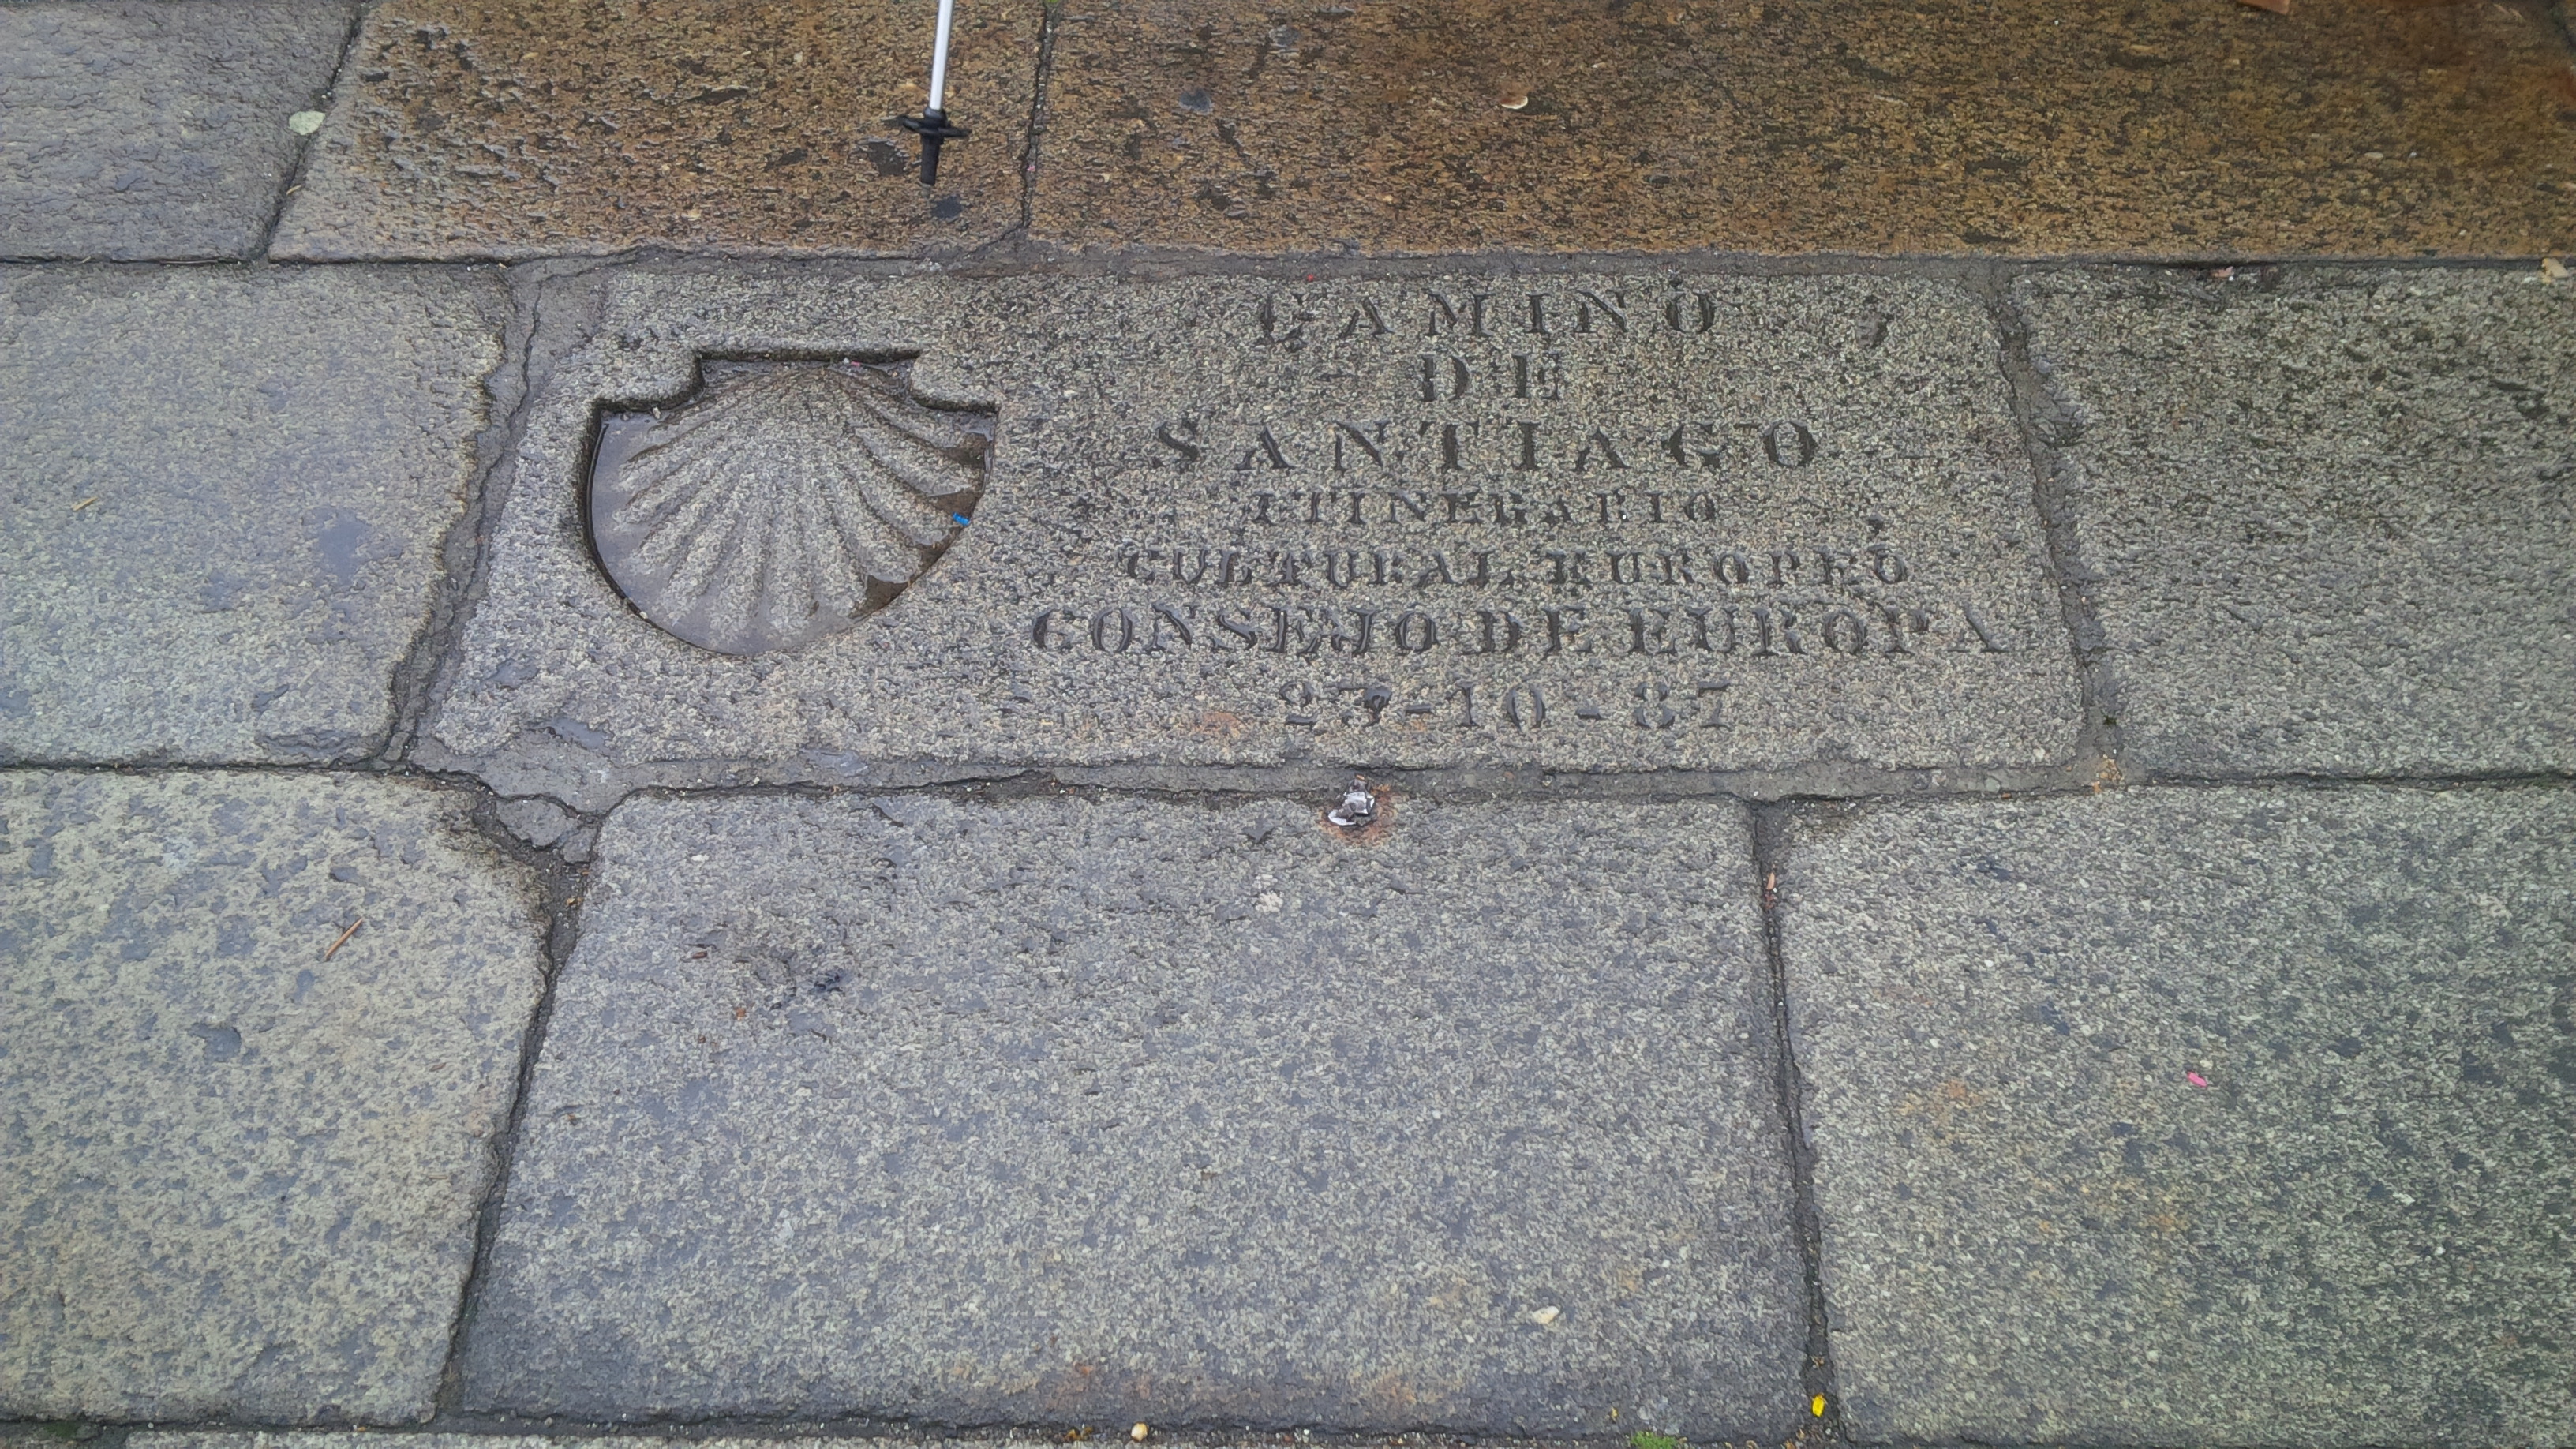 CAMINO
DE
SANTIAGO
ITINERARIO
CULTURAL EUROPEO
CONSEJO DE EUROPA
23-10-87